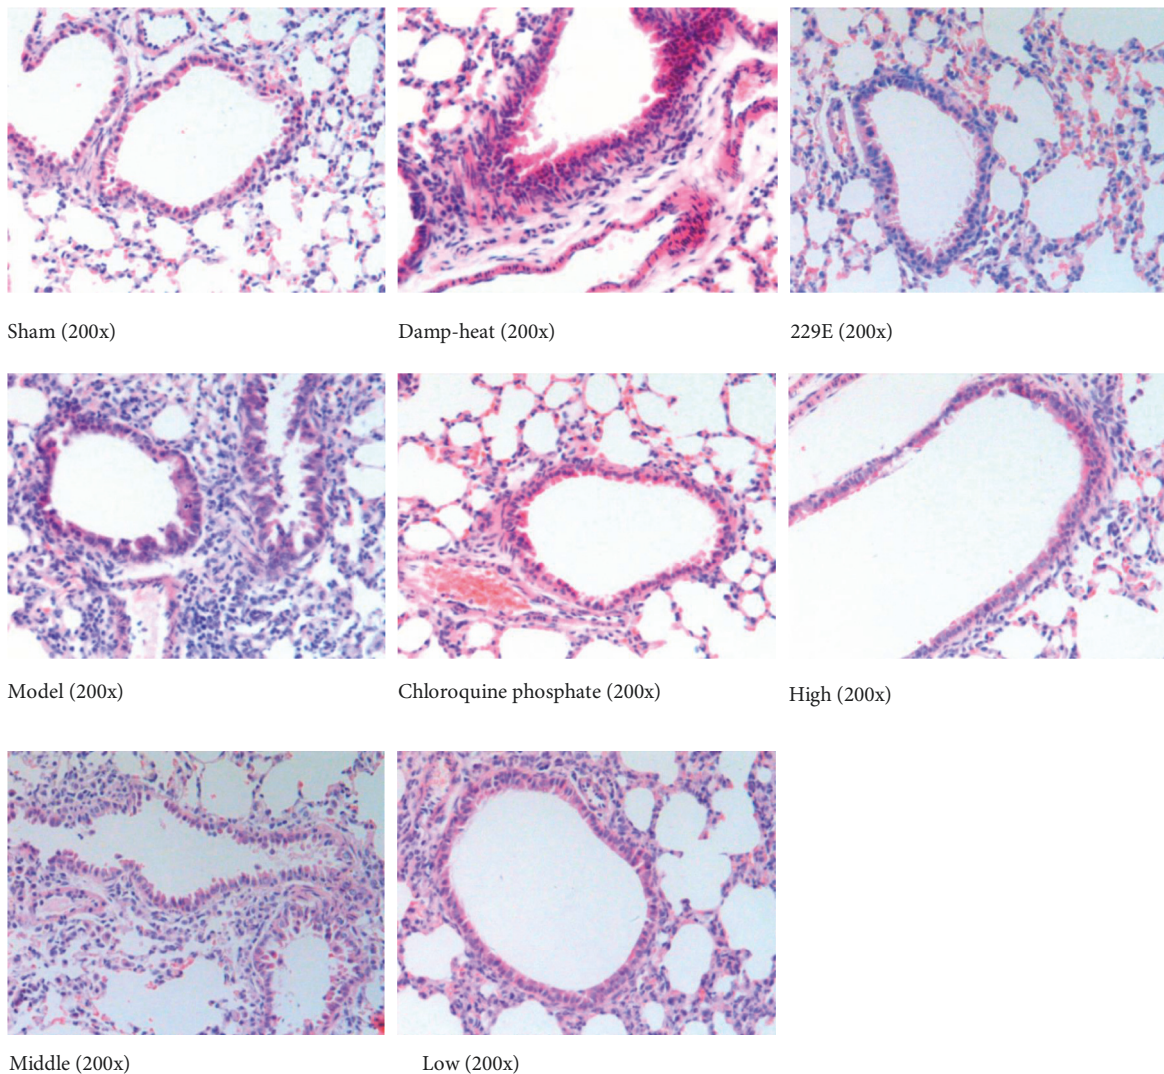 Sham (200x)
Damp-heat (200x)
229E (200x)
Model (200x)
Chloroquine phosphate (200x)
High (200x)
Middle (200x)
Low (200x)